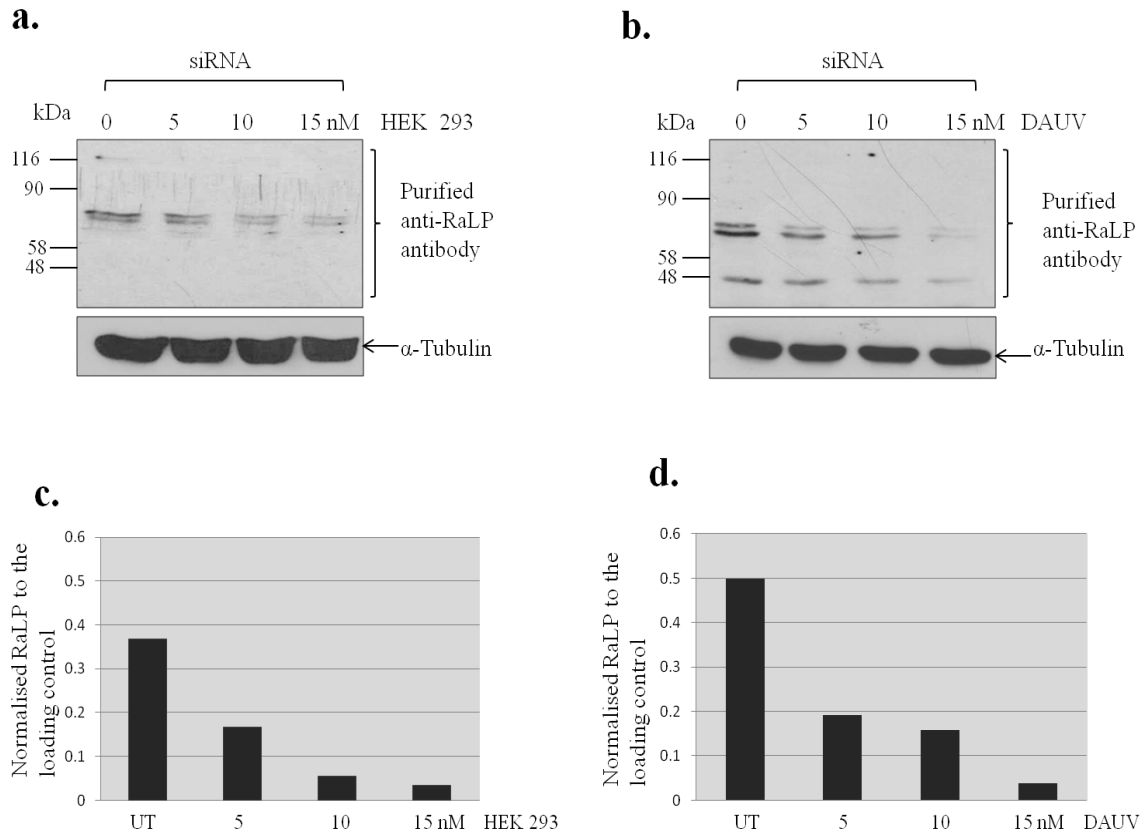 a.
siRNA
kDa
0 5 10 15 nM HEK 293
116
90
58
48
Purified
anti-RaLP
antibody
α-Tubulin
b.
siRNA
kDa
0 5 10 15 nM DAUV
116
90
58
48
Purified
anti-RaLP
antibody
α-Tubulin
c.
Normalised RaLP to the
loading control
0.6
0.5
0.4
0.3
0.2
0.1
0
UT 5 10 15 nM HEK 293
d.
Normalised RaLP to the
loading control
0.6
0.5
0.4
0.3
0.2
0.1
0
UT 5 10 15 nM DAUV